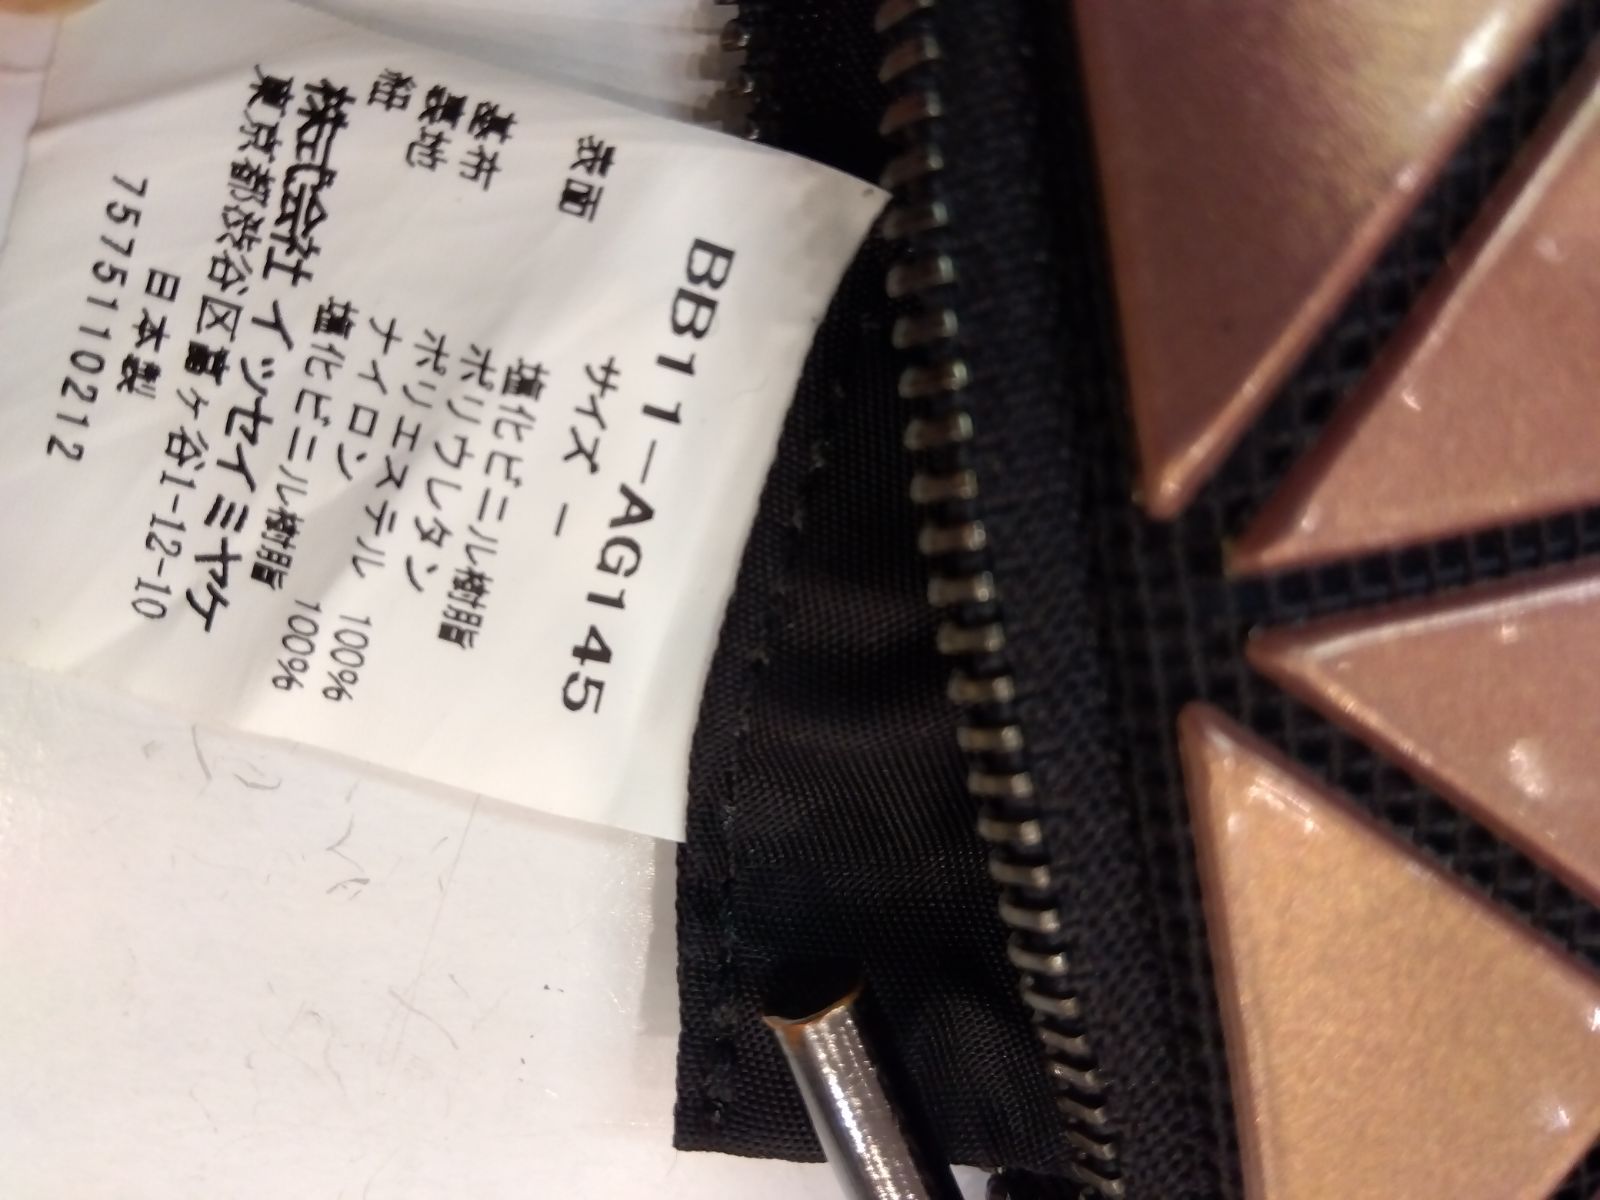 BB11-AG145
サイズ -
表面 塩化ビニル樹脂
ポリウレタン
基布 ポリエステル
裏地 ナイロン 100%
紐 塩化ビニル樹脂 100%
株式会社 イッセイミヤケ
東京都渋谷区富ヶ谷1-12-10
日本製
7575110212